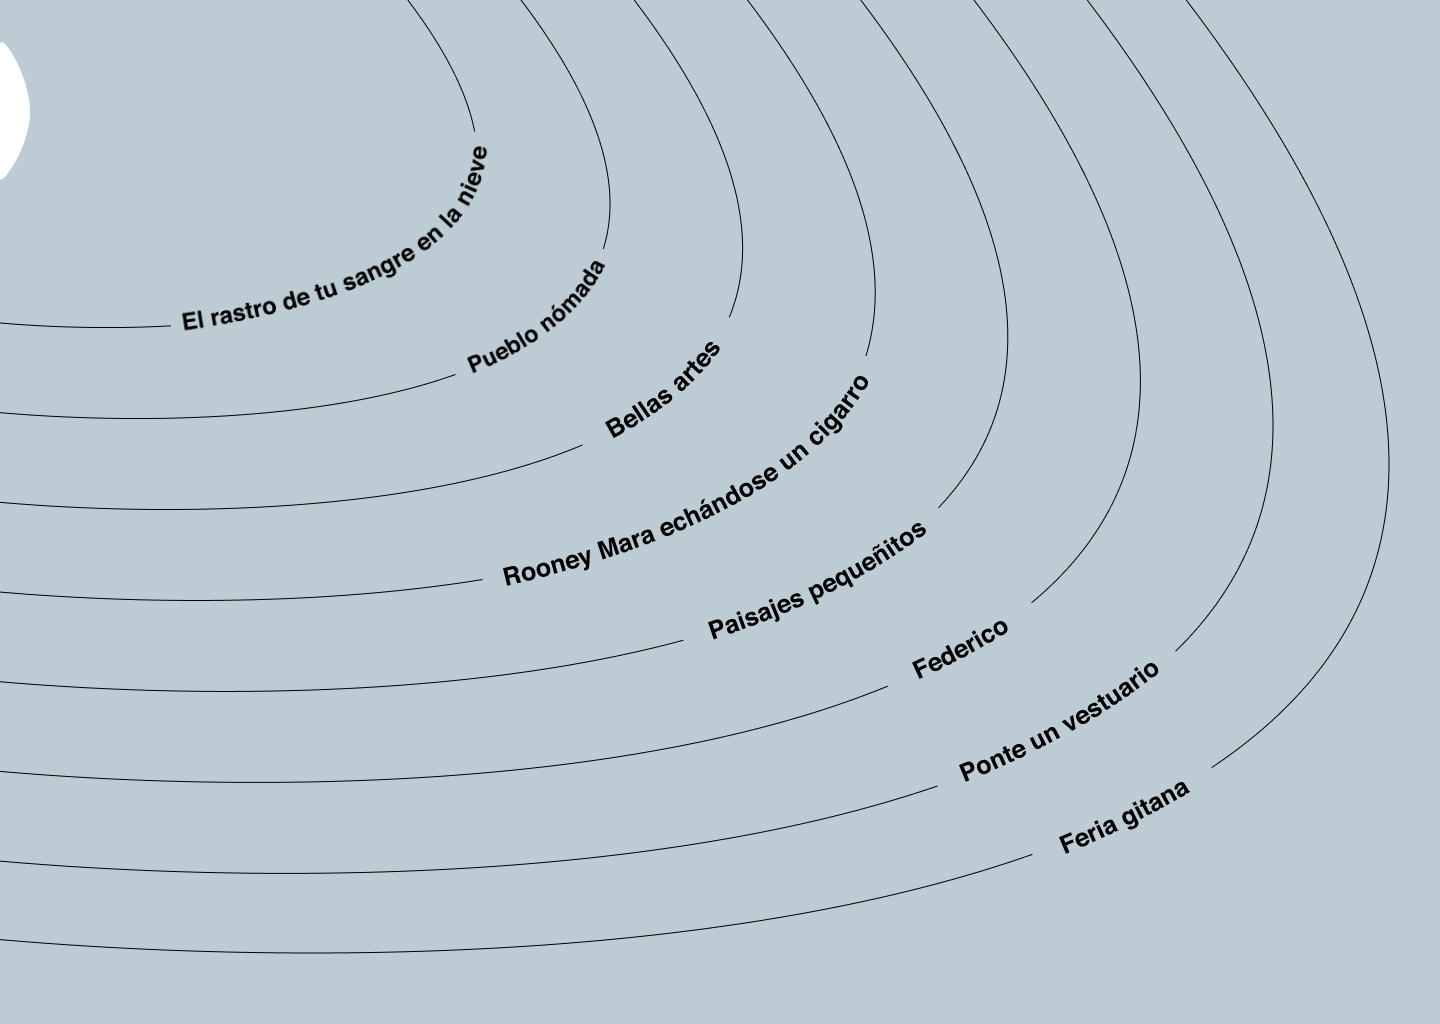 El rastro de tu sangre en la nieve
Pueblo nómada
Bellas artes
Rooney Mara echándose un cigarro
Paisajes pequeñitos
Federico
Ponte un vestuario
Feria gitana